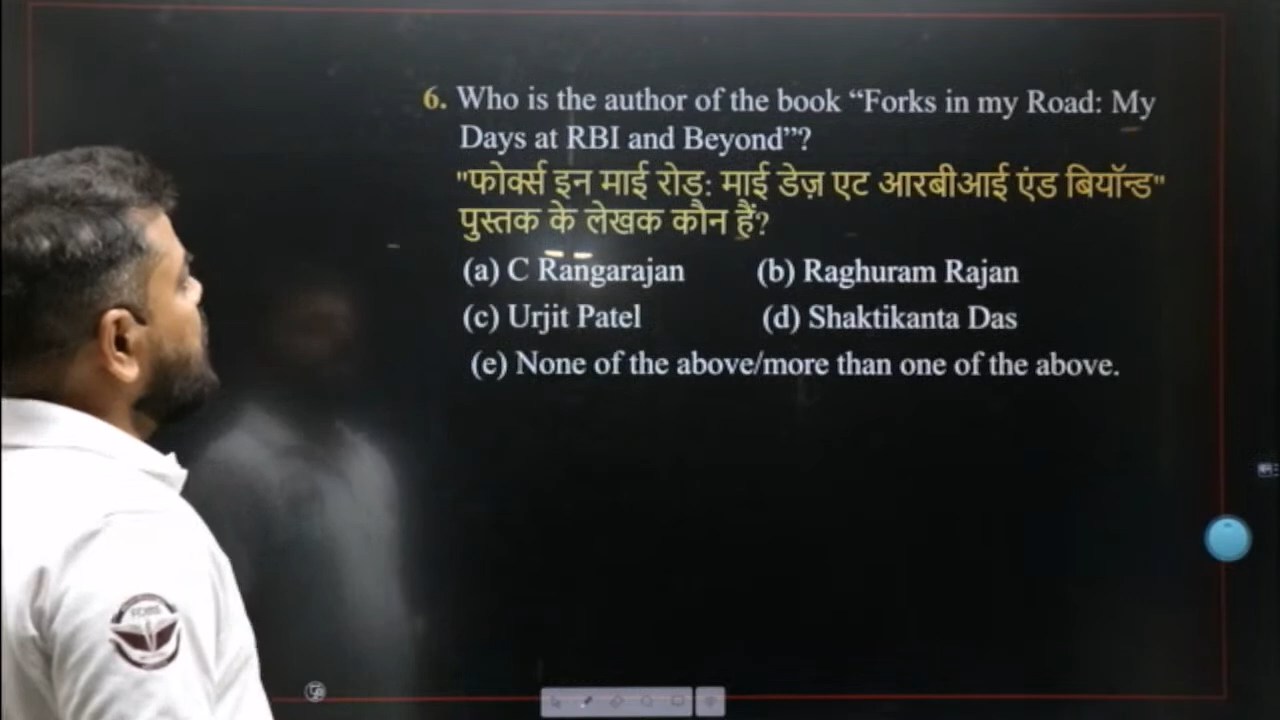 6. Who is the author of the book “Forks in my Road: My
Days at RBI and Beyond”?
"फोर्क्स इन माई रोड: माई डेज़ एट आरबीआई एंड बियॉन्ड"
पुस्तक के लेखक कौन हैं?
(a) C Rangarajan (b) Raghuram Rajan
(c) Urjit Patel (d) Shaktikanta Das
(e) None of the above/more than one of the above.